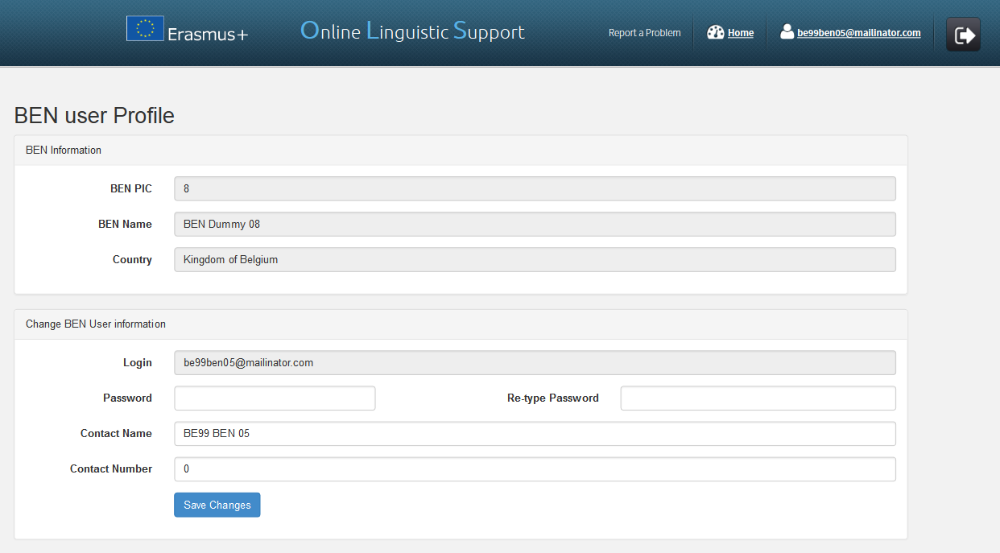 Erasmus+ Online Linguistic Support Report a Problem Home be99ben05@mailinator.com
BEN user Profile
BEN Information
BEN PIC 8
BEN Name BEN Dummy 08
Country Kingdom of Belgium
Change BEN User information
Login be99ben05@mailinator.com
Password Re-type Password
Contact Name BE99 BEN 05
Contact Number 0
Save Changes